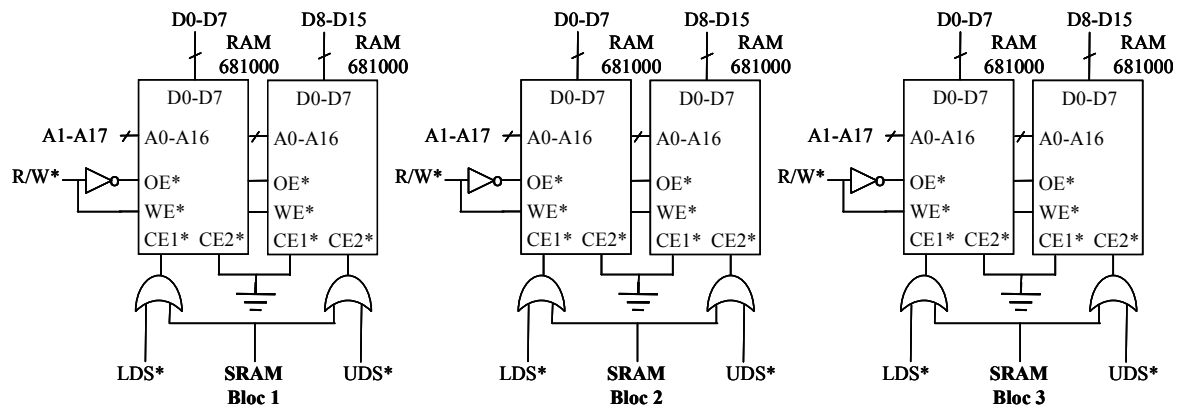 D0-D7 D8-D15 D0-D7 D8-D15 D0-D7 D8-D15
RAM RAM RAM RAM RAM RAM
681000 681000 681000 681000 681000 681000
D0-D7 D0-D7 D0-D7 D0-D7 D0-D7 D0-D7
A1-A17 A0-A16 A0-A16 A1-A17 A0-A16 A0-A16 A1-A17 A0-A16 A0-A16
R/W* OE* OE* R/W* OE* OE* R/W* OE* OE*
WE* WE* WE* WE* WE* WE*
CE1* CE2* CE1* CE2* CE1* CE2* CE1* CE2* CE1* CE2* CE1* CE2*
LDS* SRAM UDS* LDS* SRAM UDS* LDS* SRAM UDS*
Bloc 1 Bloc 2 Bloc 3